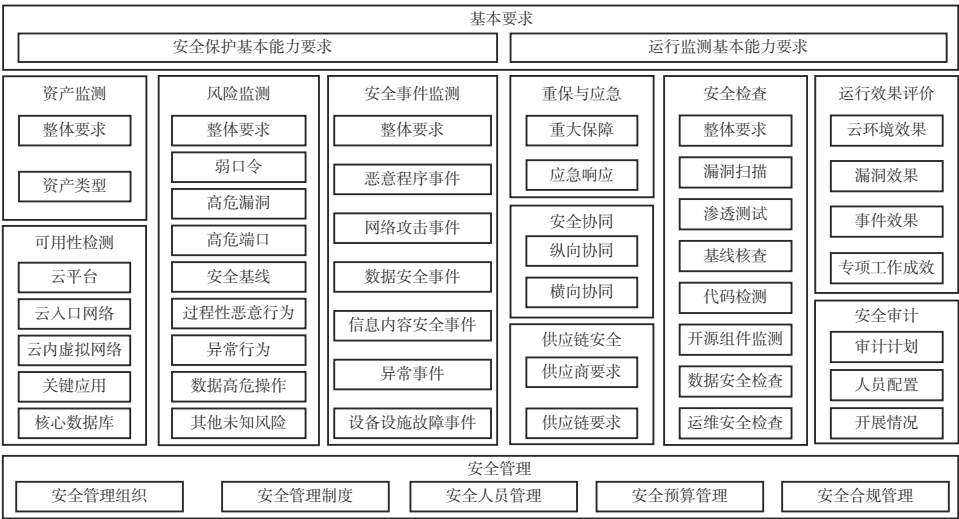 基本要求
安全保护基本能力要求
运行监测基本能力要求
资产监测
整体要求
资产类型
可用性检测
云平台
云入口网络
云内虚拟网络
关键应用
核心数据库
风险监测
整体要求
弱口令
高危漏洞
高危端口
安全基线
过程性恶意行为
异常行为
数据高危操作
其他未知风险
安全事件监测
整体要求
恶意程序事件
网络攻击事件
数据安全事件
信息内容安全事件
异常事件
设备设施故障事件
重保与应急
重大保障
应急响应
安全协同
纵向协同
横向协同
供应链安全
供应商要求
供应链要求
安全检查
整体要求
漏洞扫描
渗透测试
基线核查
代码检测
开源组件监测
数据安全检查
运维安全检查
运行效果评价
云环境效果
漏洞效果
事件效果
专项工作成效
安全审计
审计计划
人员配置
开展情况
安全管理
安全管理组织
安全管理制度
安全人员管理
安全预算管理
安全合规管理